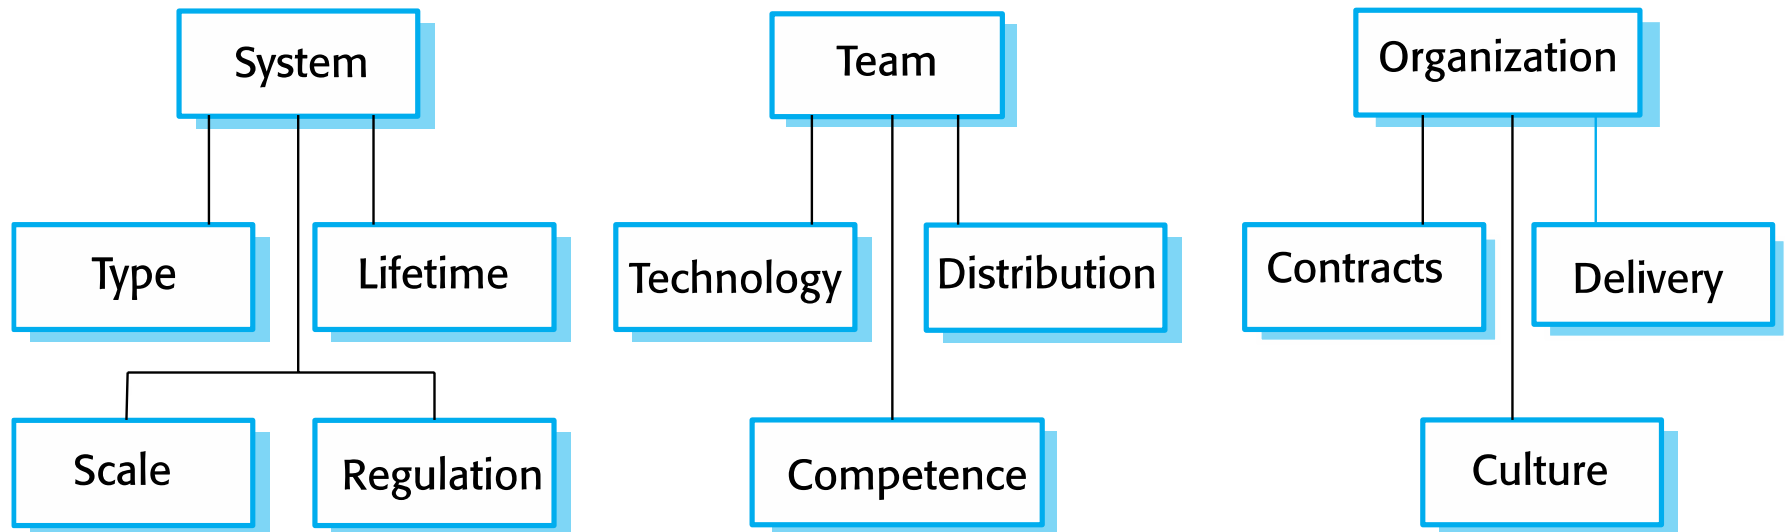 System
Team
Organization
Type
Lifetime
Technology
Distribution
Contracts
Delivery
Scale
Regulation
Competence
Culture